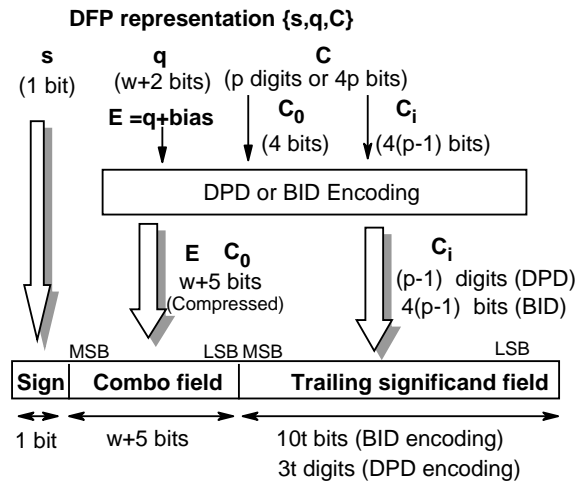 DFP representation {s,q,C}
s
(1 bit)
q
(w+2 bits)
E =q+bias
C
(p digits or 4p bits)
C0
(4 bits)
Ci
(4(p-1) bits)
DPD or BID Encoding
E C0
w+5 bits
(Compressed)
Ci
(p-1) digits (DPD)
4(p-1) bits (BID)
MSB LSB MSB LSB
Sign Combo field Trailing significand field
1 bit w+5 bits 10t bits (BID encoding)
3t digits (DPD encoding)